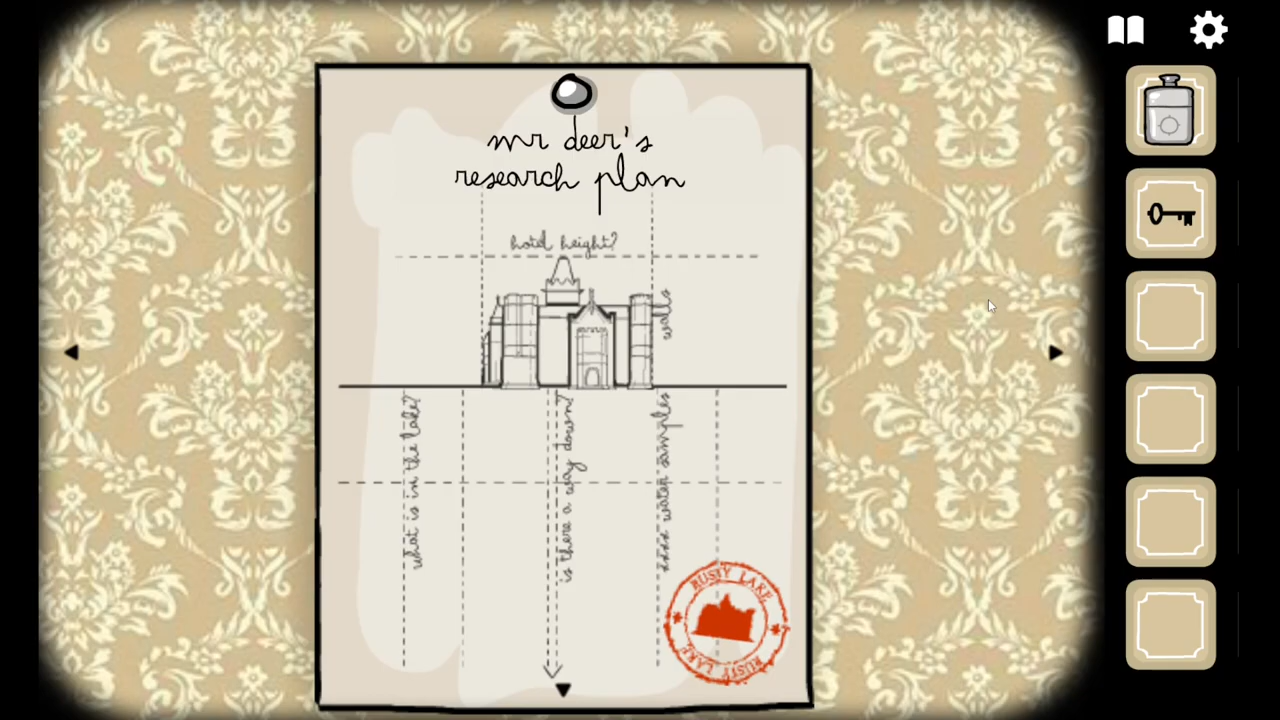 mr deer's
research plan
hotel height?
walls
what is in the lake?
is there a way down?
water samples
RUSTY LAKE
RUSTY LAKE